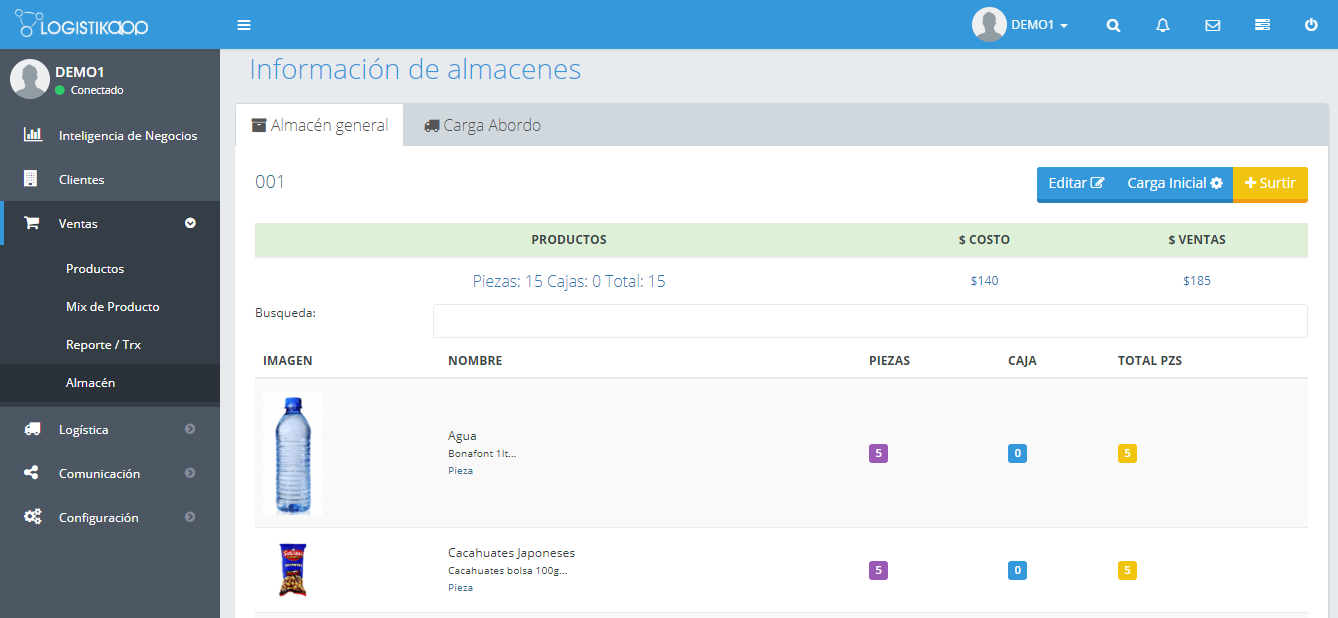 LOGISTIKAPP
DEMO1
DEMO1
Conectado
Inteligencia de Negocios
Clientes
Ventas
Productos
Mix de Producto
Reporte / Trx
Almacén
Logística
Comunicación
Configuración
Información de almacenes
Almacén general Carga Abordo
001 Editar Carga Inicial Surtir
PRODUCTOS $ COSTO $ VENTAS
Piezas: 15 Cajas: 0 Total: 15 $140 $185
Busqueda:
IMAGEN NOMBRE PIEZAS CAJA TOTAL PZS
Agua
Bonafont 1lt...
Pieza
5 0 5
Cacahuates Japoneses
Cacahuates bolsa 100g...
Pieza
5 0 5